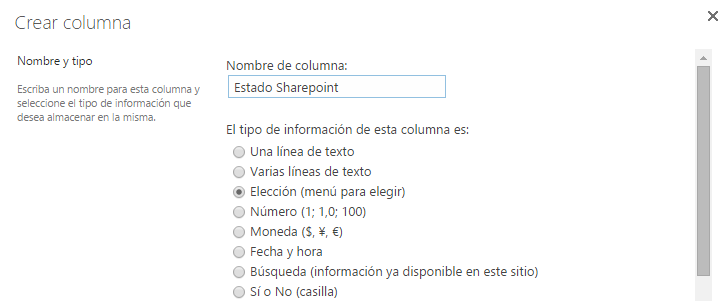 Crear columna
Nombre y tipo
Escriba un nombre para esta columna y
seleccione el tipo de información que
desea almacenar en la misma.
Nombre de columna:
Estado Sharepoint
El tipo de información de esta columna es:
Una línea de texto
Varias líneas de texto
Elección (menú para elegir)
Número (1; 1,0; 100)
Moneda ($, ¥, €)
Fecha y hora
Búsqueda (información ya disponible en este sitio)
Sí o No (casilla)